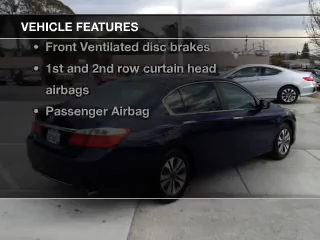 VEHICLE FEATURES
• Front Ventilated disc brakes
• 1st and 2nd row curtain head
airbags
• Passenger Airbag